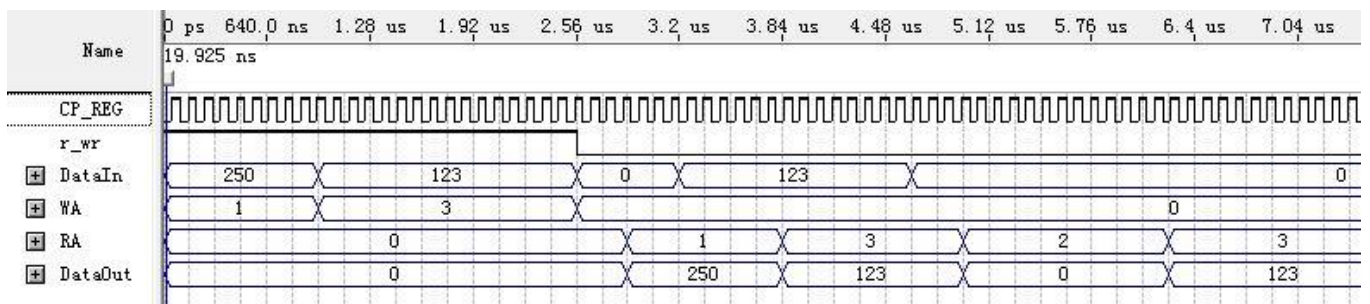 0 ps 640.0 ns 1.28 us 1.92 us 2.56 us 3.2 us 3.84 us 4.48 us 5.12 us 5.76 us 6.4 us 7.04 us
Name
19.925 ns
CP_REG
r_wr
DataIn 250 123 0 123 0
WA 1 3 0
RA 0 1 3 2 3
DataOut 0 250 123 0 123